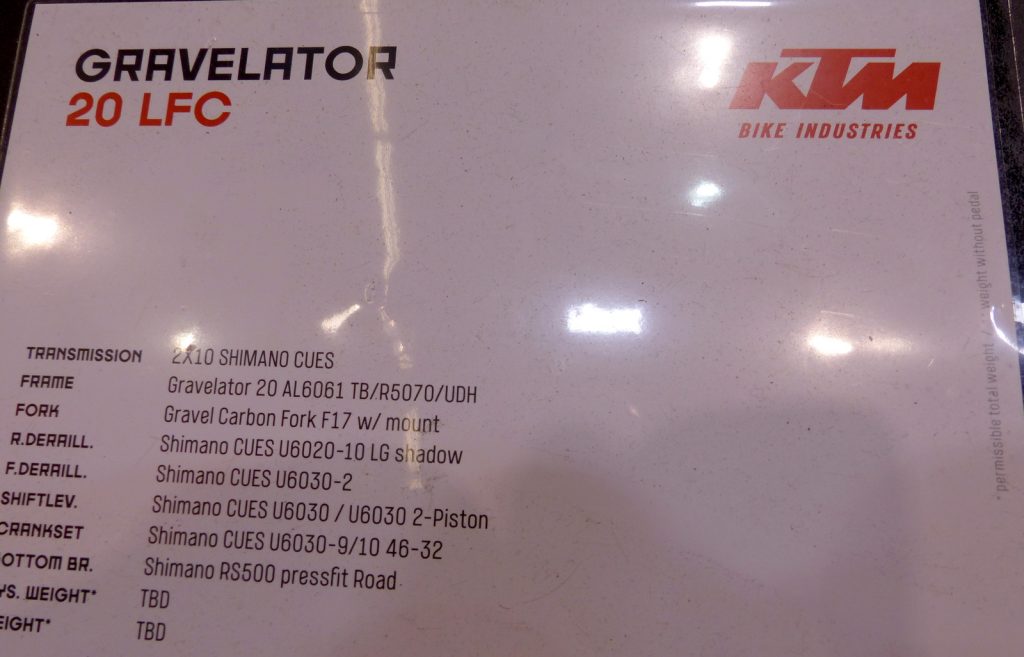 GRAVELATOR
20 LFC
KTM
BIKE INDUSTRIES
TRANSMISSION 2X10 SHIMANO CUES
FRAME Gravelator 20 AL6061 TB/R5070/UDH
FORK Gravel Carbon Fork F17 w/ mount
R.DERAILL. Shimano CUES U6020-10 LG shadow
F.DERAILL. Shimano CUES U6030-2
SHIFTLEV. Shimano CUES U6030 / U6030 2-Piston
CRANKSET Shimano CUES U6030-9/10 46-32
OTTOM BR. Shimano RS500 pressfit Road
YS. WEIGHT* TBD
EIGHT* TBD
* permissible total weight / weight without pedal